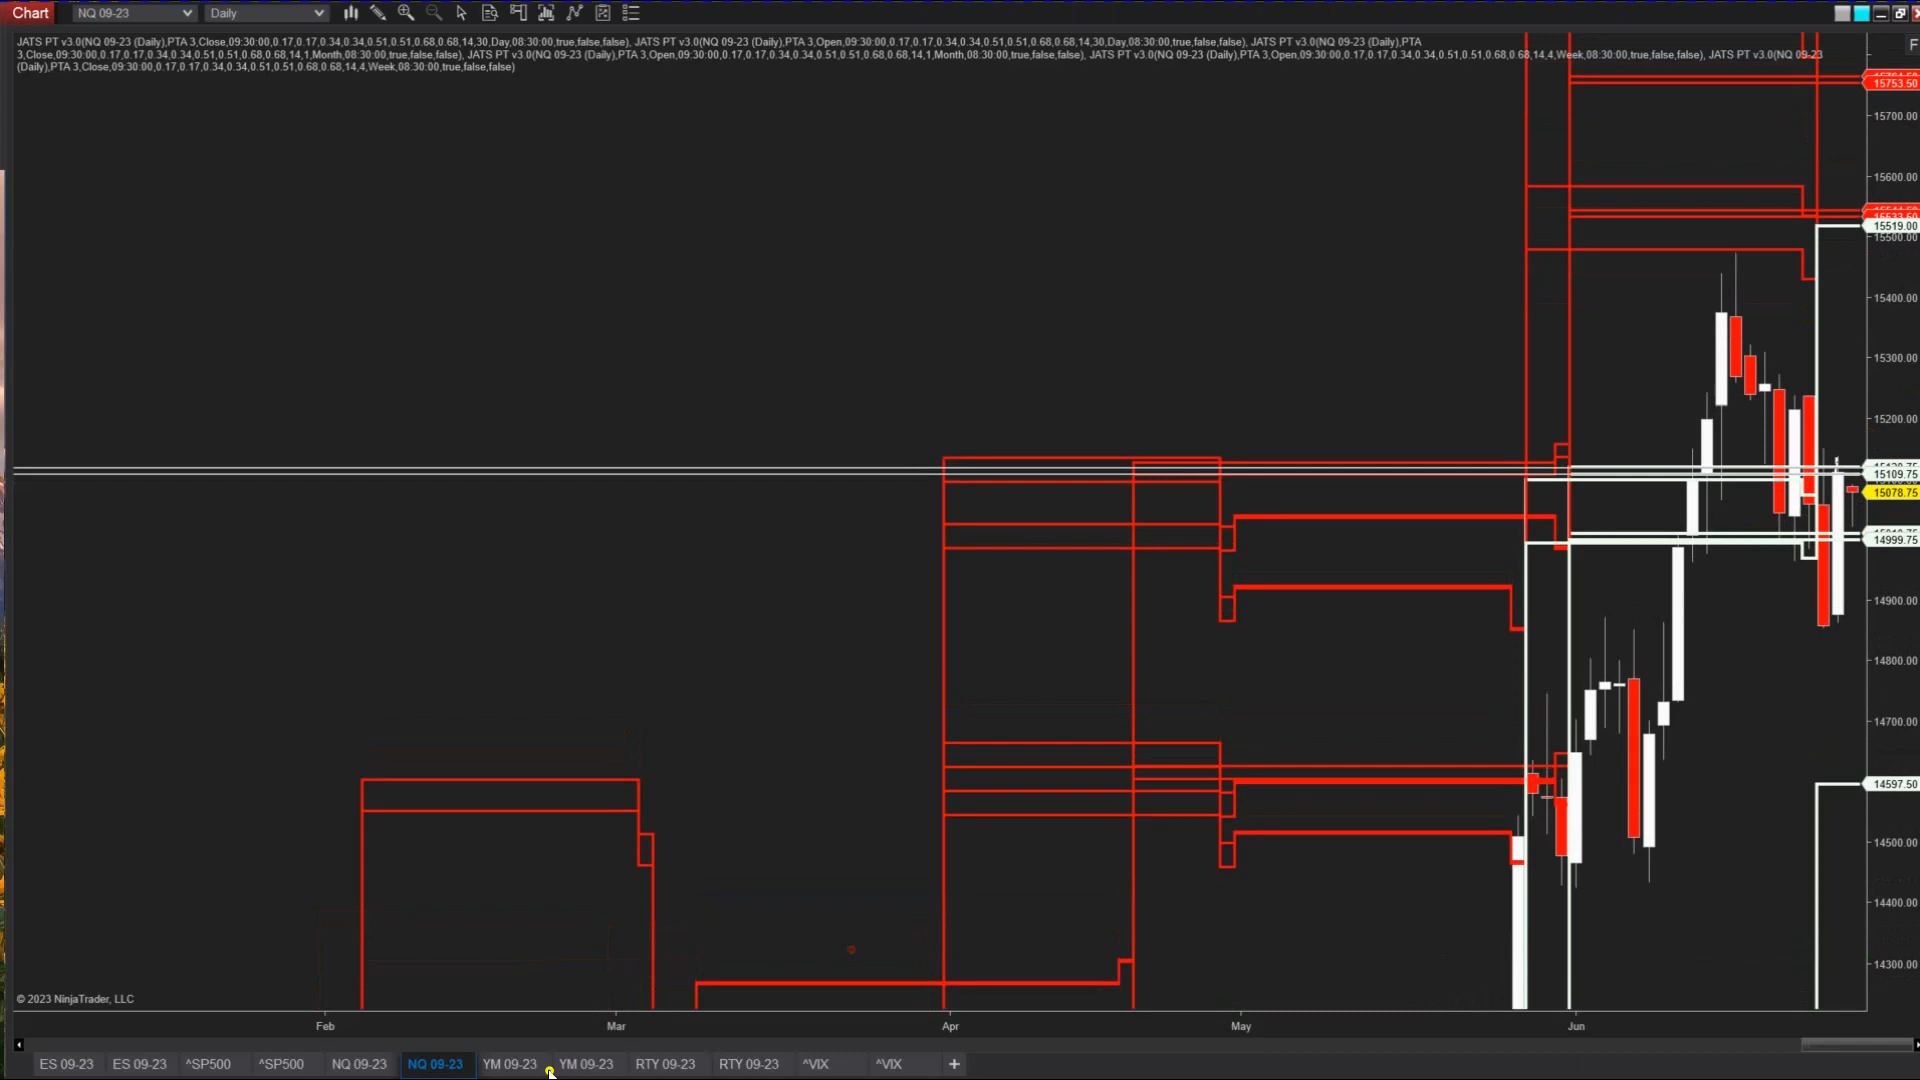 Chart NQ 09-23 Daily
JATS PT v3.0(NQ 09-23 (Daily),PTA 3,Close,09:30:00,0.17,0.17,0.34,0.34,0.51,0.51,0.68,0.68,14,30,Day,08:30:00,true,false,false), JATS PT v3.0(NQ 09-23 (Daily),PTA 3,Open,09:30:00,0.17,0.17,0.34,0.34,0.51,0.51,0.68,0.68,14,30,Day,08:30:00,true,false,false), JATS PT v3.0(NQ 09-23 (Daily),PTA
3,Close,09:30:00,0.17,0.17,0.34,0.34,0.51,0.51,0.68,0.68,14,1,Month,08:30:00,true,false,false), JATS PT v3.0(NQ 09-23 (Daily),PTA 3,Open,09:30:00,0.17,0.17,0.34,0.34,0.51,0.51,0.68,0.68,14,1,Month,08:30:00,true,false,false), JATS PT v3.0(NQ 09-23 (Daily),PTA 3,Open,09:30:00,0.17,0.17,0.34,0.34,0.51,0.51,0.68,0.68,14,4,Week,08:30:00,true,false,false), JATS PT v3.0(NQ 09-23
(Daily),PTA 3,Close,09:30:00,0.17,0.17,0.34,0.34,0.51,0.51,0.68,0.68,14,4,Week,08:30:00,true,false,false)
F
15753.50
15700.00
15600.00
15519.00
15500.00
15400.00
15300.00
15200.00
15109.75
15078.75
14999.75
14900.00
14800.00
14700.00
14597.50
14500.00
14400.00
14300.00
© 2023 NinjaTrader, LLC
Feb Mar Apr May Jun
ES 09-23 ES 09-23 ^SP500 ^SP500 NQ 09-23 NQ 09-23 YM 09-23 YM 09-23 RTY 09-23 RTY 09-23 ^VIX ^VIX +